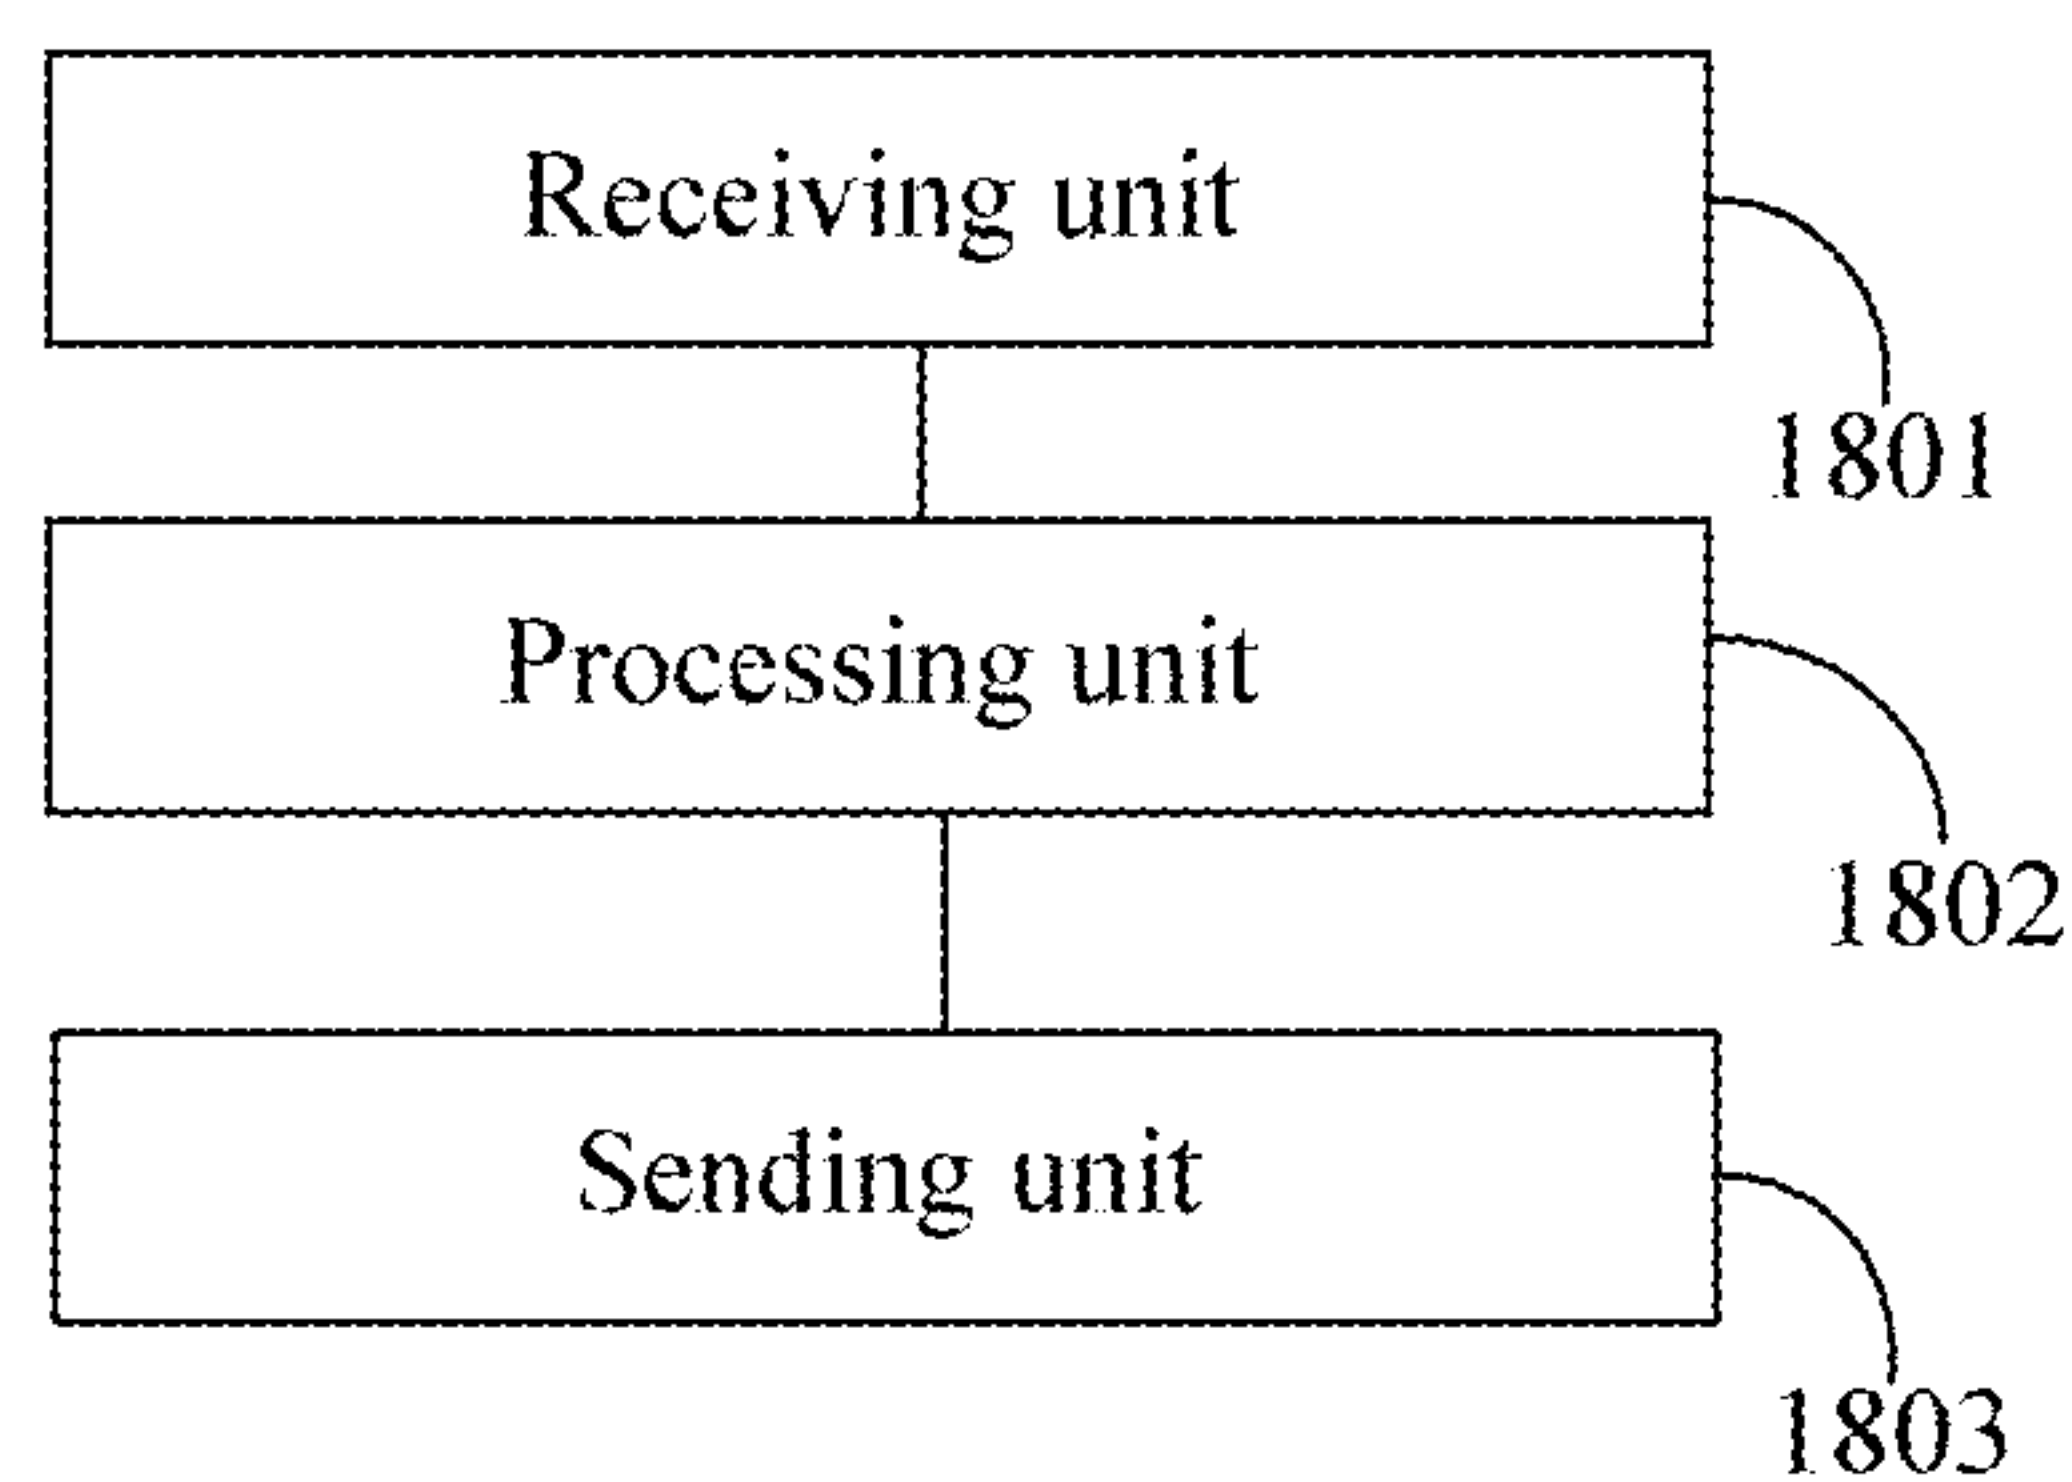 Receiving unit
1801
Processing unit
1802
Sending unit
1803